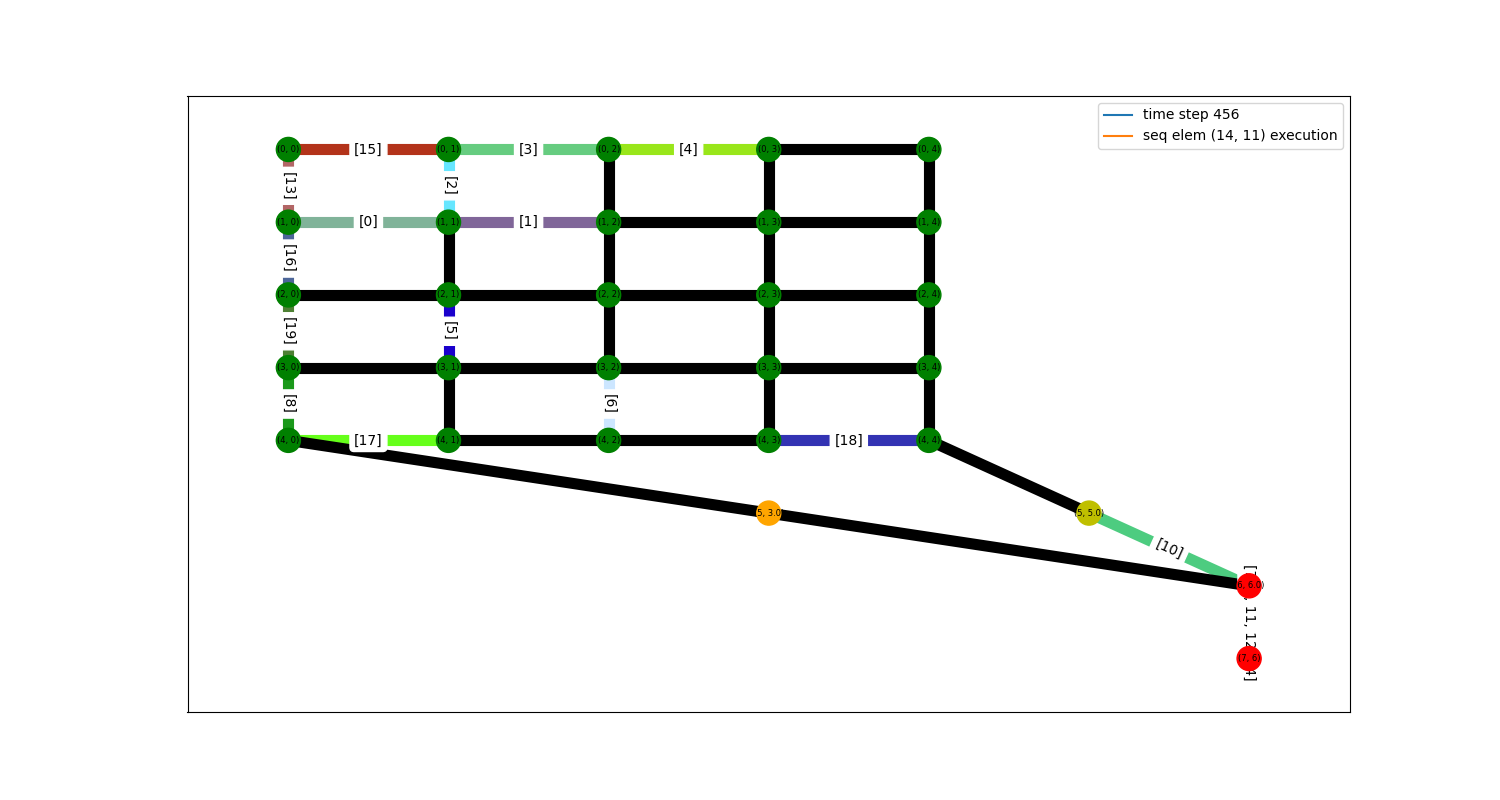 time step 456
seq elem (14, 11) execution
(0, 0) [15] (0, 1) [3] (0, 2) [4] (0, 3) (0, 4)
[13] [2]
(1, 0) [0] (1, 1) [1] (1, 2) (1, 3) (1, 4)
[16]
(2, 0) (2, 1) (2, 2) (2, 3) (2, 4)
[19] [5]
(3, 0) (3, 1) (3, 2) (3, 3) (3, 4)
[8] [6]
(4, 0) [17] (4, 1) (4, 2) (4, 3) [18] (4, 4)
(5, 3.0) (5, 5.0)
[10]
(6, 6.0)
, 11, 12
(7, 6)